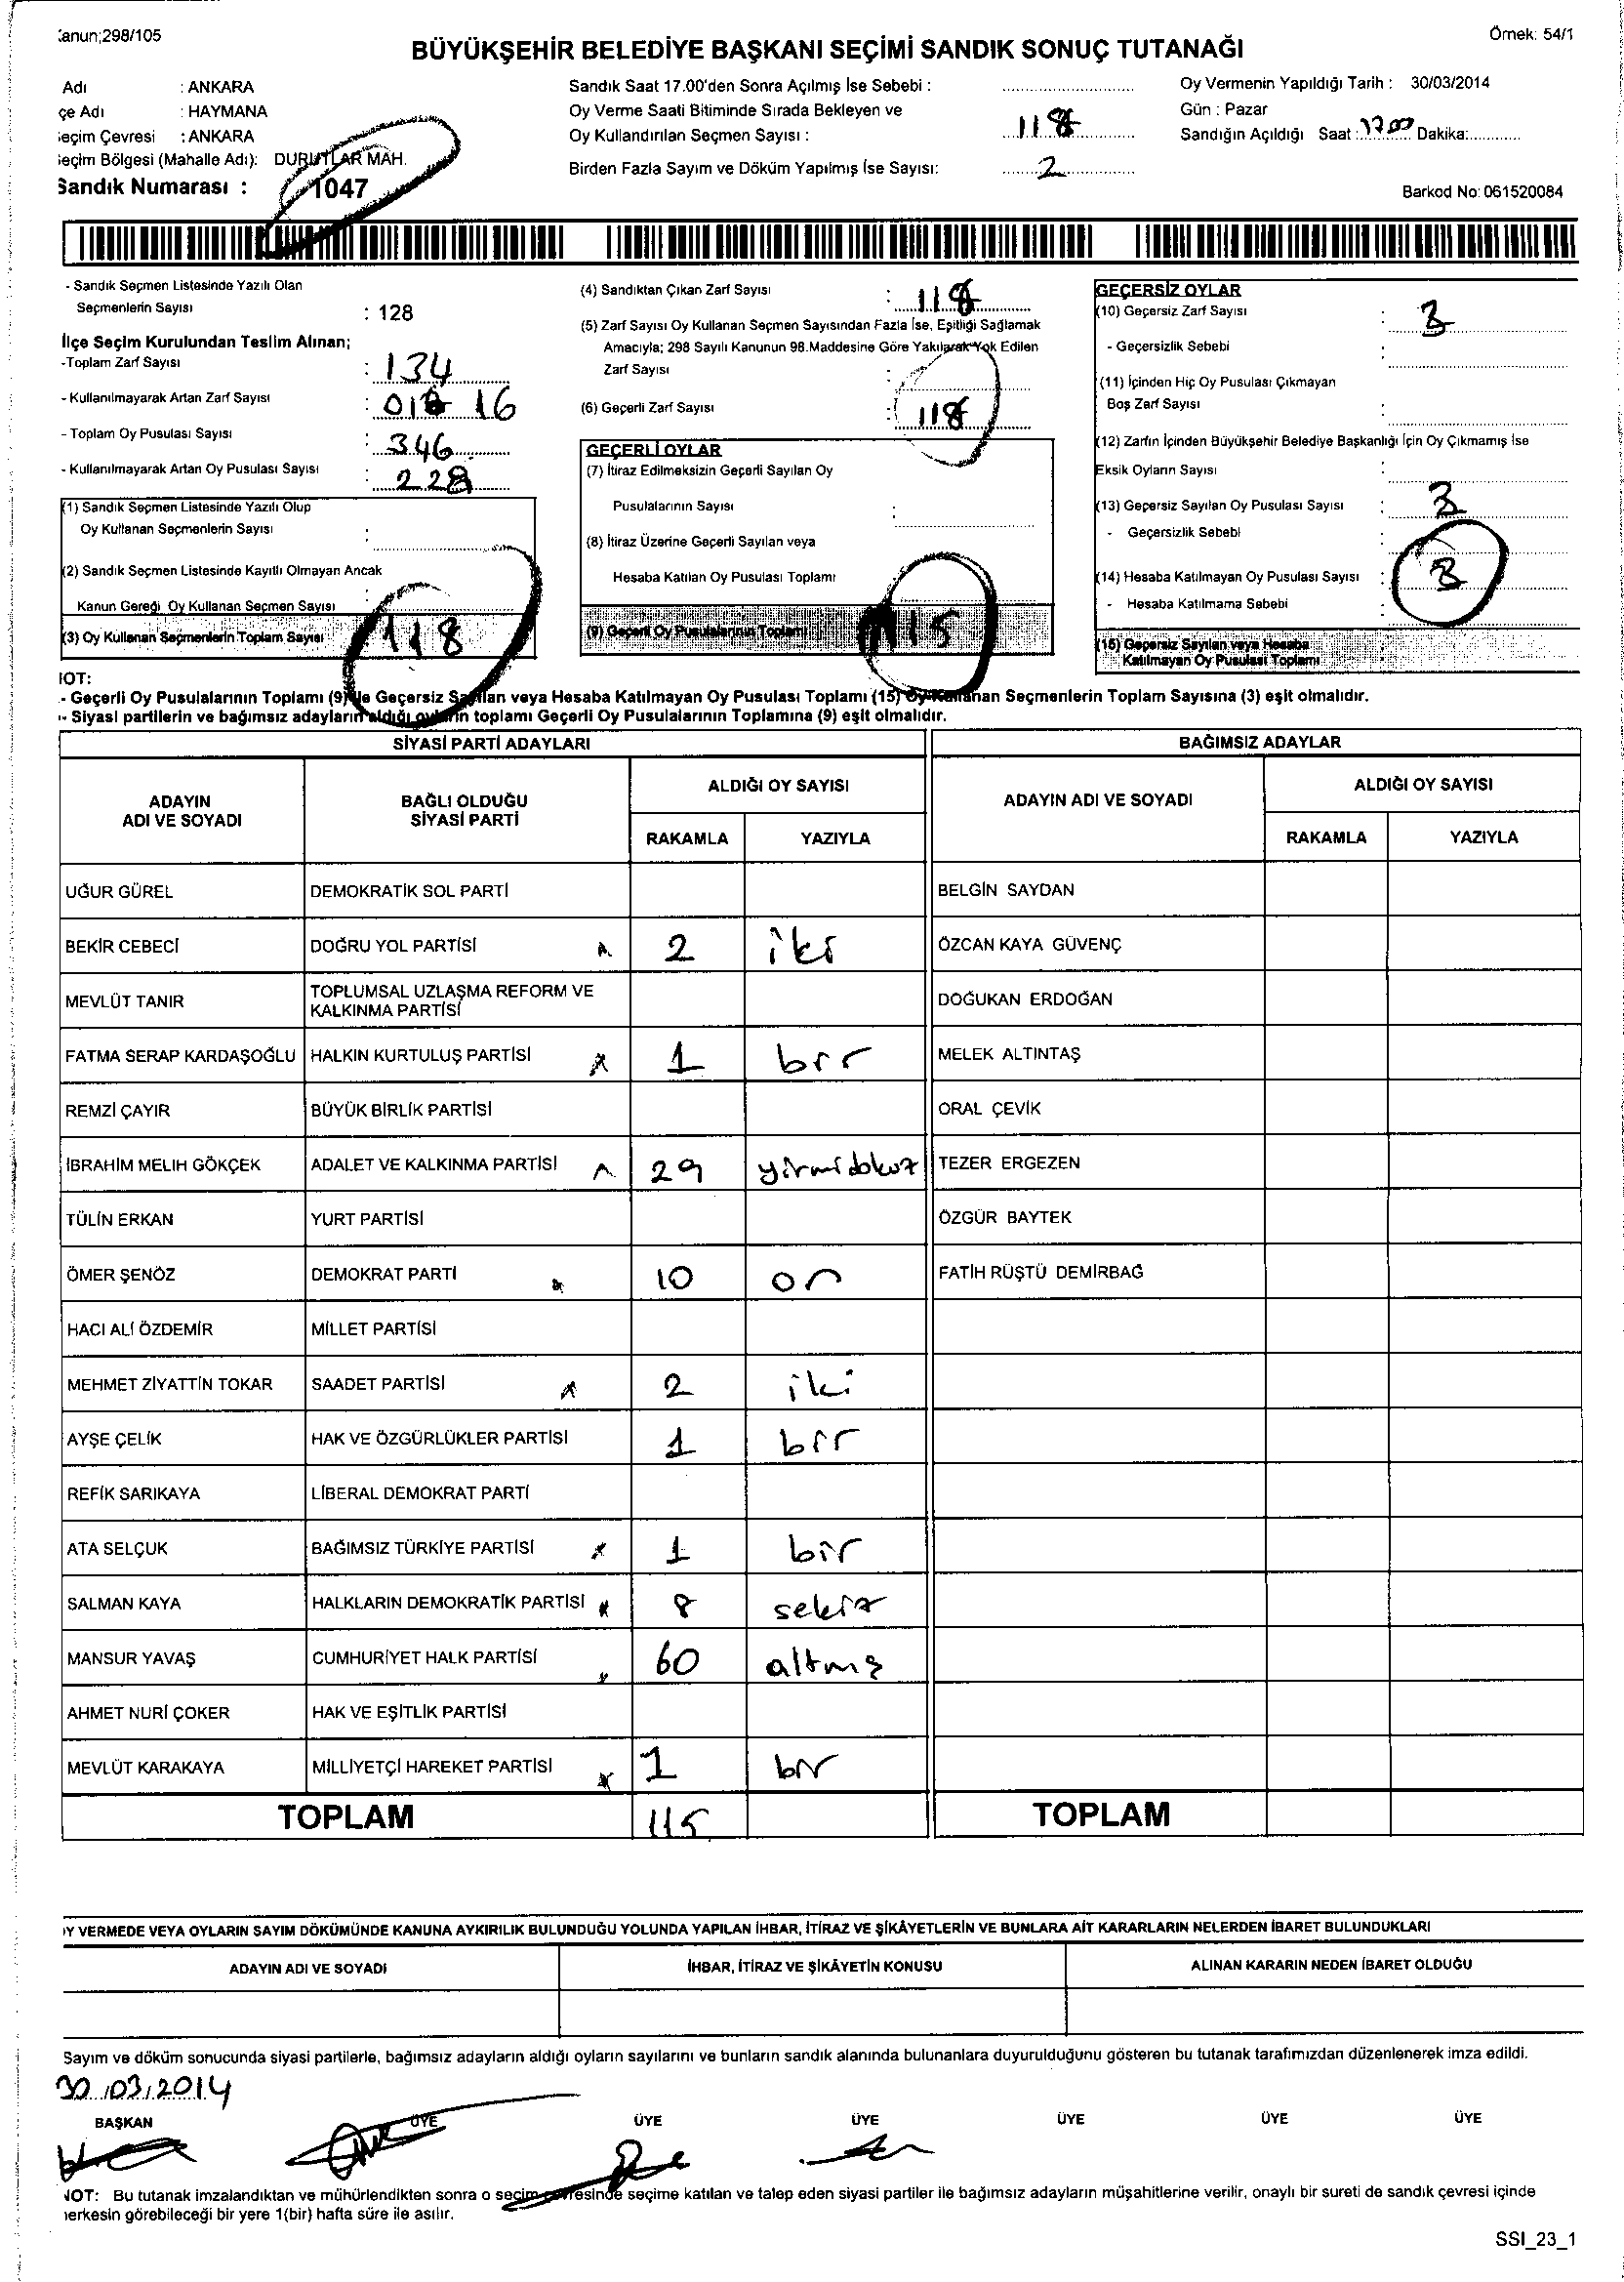 Kanun;298/105
Örnek: 54/1
BÜYÜKŞEHİR BELEDİYE BAŞKANI SEÇİMİ SANDIK SONUÇ TUTANAĞI
Adı : ANKARA
çe Adı : HAYMANA
eçim Çevresi : ANKARA
eçim Bölgesi (Mahalle Adı): DURUTLAR MAH.
Sandık Numarası : 1047
Sandık Saat 17.00'den Sonra Açılmış İse Sebebi :
Oy Verme Saati Bitiminde Sırada Bekleyen ve
Oy Kullandırılan Seçmen Sayısı : 118
Birden Fazla Sayım ve Döküm Yapılmış İse Sayısı: 2
Oy Vermenin Yapıldığı Tarih : 30/03/2014
Gün : Pazar
Sandığın Açıldığı Saat : 17.00 Dakika:
Barkod No: 061520084
- Sandık Seçmen Listesinde Yazılı Olan
Seçmenlerin Sayısı : 128
İlçe Seçim Kurulundan Teslim Alınan;
-Toplam Zarf Sayısı : 134
- Kullanılmayarak Artan Zarf Sayısı : 16
- Toplam Oy Pusulası Sayısı : 346
- Kullanılmayarak Artan Oy Pusulası Sayısı : 228
(1) Sandık Seçmen Listesinde Yazılı Olup
Oy Kullanan Seçmenlerin Sayısı :
(2) Sandık Seçmen Listesinde Kayıtlı Olmayan Ancak
Kanun Gereği Oy Kullanan Seçmen Sayısı :
(3) Oy Kullanan Seçmenlerin Toplam Sayısı 118
(4) Sandıktan Çıkan Zarf Sayısı : 118
(5) Zarf Sayısı Oy Kullanan Seçmen Sayısından Fazla İse, Eşitliği Sağlamak
Amacıyla; 298 Sayılı Kanunun 98.Maddesine Göre Yakılarak Yok Edilen
Zarf Sayısı :
(6) Geçerli Zarf Sayısı : 118
GEÇERLİ OYLAR
(7) İtiraz Edilmeksizin Geçerli Sayılan Oy
Pusulalarının Sayısı :
(8) İtiraz Üzerine Geçerli Sayılan veya
Hesaba Katılan Oy Pusulası Toplamı
(9) Geçerli Oy Pusulalarının Toplamı 115
GEÇERSİZ OYLAR
(10) Geçersiz Zarf Sayısı : 3
- Geçersizlik Sebebi :
(11) İçinden Hiç Oy Pusulası Çıkmayan
Boş Zarf Sayısı :
(12) Zarfın İçinden Büyükşehir Belediye Başkanlığı İçin Oy Çıkmamış İse
Eksik Oyların Sayısı :
(13) Geçersiz Sayılan Oy Pusulası Sayısı : 3
- Geçersizlik Sebebi :
(14) Hesaba Katılmayan Oy Pusulası Sayısı : 3
- Hesaba Katılmama Sebebi :
(15) Geçersiz Sayılan veya Hesaba
Katılmayan Oy Pusulası Toplamı :
NOT:
- Geçerli Oy Pusulalarının Toplamı (9) ile Geçersiz Sayılan veya Hesaba Katılmayan Oy Pusulası Toplamı (15) Oy Kullanan Seçmenlerin Toplam Sayısına (3) eşit olmalıdır.
- Siyasi partilerin ve bağımsız adayların aldığı oyların toplamı Geçerli Oy Pusulalarının Toplamına (9) eşit olmalıdır.
SİYASİ PARTİ ADAYLARI BAĞIMSIZ ADAYLAR
ADAYIN ADI VE SOYADI BAĞLI OLDUĞU SİYASİ PARTİ ALDIĞI OY SAYISI ADAYIN ADI VE SOYADI ALDIĞI OY SAYISI
RAKAMLA YAZIYLA RAKAMLA YAZIYLA
UĞUR GÜREL DEMOKRATİK SOL PARTİ BELGİN SAYDAN
BEKİR CEBECİ DOĞRU YOL PARTİSİ 2 iki ÖZCAN KAYA GÜVENÇ
MEVLÜT TANIR TOPLUMSAL UZLAŞMA REFORM VE KALKINMA PARTİSİ DOĞUKAN ERDOĞAN
FATMA SERAP KARDAŞOĞLU HALKIN KURTULUŞ PARTİSİ 1 bir MELEK ALTINTAŞ
REMZİ ÇAYIR BÜYÜK BİRLİK PARTİSİ ORAL ÇEVİK
İBRAHİM MELIH GÖKÇEK ADALET VE KALKINMA PARTİSİ 29 yirmidokuz TEZER ERGEZEN
TÜLİN ERKAN YURT PARTİSİ ÖZGÜR BAYTEK
ÖMER ŞENÖZ DEMOKRAT PARTİ 10 on FATİH RÜŞTÜ DEMİRBAĞ
HACI ALİ ÖZDEMİR MİLLET PARTİSİ
MEHMET ZİYATTİN TOKAR SAADET PARTİSİ 2 iki
AYŞE ÇELİK HAK VE ÖZGÜRLÜKLER PARTİSİ 1 bir
REFİK SARIKAYA LİBERAL DEMOKRAT PARTİ
ATA SELÇUK BAĞIMSIZ TÜRKİYE PARTİSİ 1 bir
SALMAN KAYA HALKLARIN DEMOKRATİK PARTİSİ 8 sekiz
MANSUR YAVAŞ CUMHURİYET HALK PARTİSİ 60 altmış
AHMET NURİ ÇOKER HAK VE EŞİTLİK PARTİSİ
MEVLÜT KARAKAYA MİLLİYETÇİ HAREKET PARTİSİ 1 bir
TOPLAM 115 TOPLAM
OY VERMEDE VEYA OYLARIN SAYIM DÖKÜMÜNDE KANUNA AYKIRILIK BULUNDUĞU YOLUNDA YAPILAN İHBAR, İTİRAZ VE ŞİKÂYETLERİN VE BUNLARA AİT KARARLARIN NELERDEN İBARET BULUNDUKLARI
ADAYIN ADI VE SOYADI İHBAR, İTİRAZ VE ŞİKÂYETİN KONUSU ALINAN KARARIN NEDEN İBARET OLDUĞU
Sayım ve döküm sonucunda siyasi partilerle, bağımsız adayların aldığı oyların sayılarını ve bunların sandık alanında bulunanlara duyurulduğunu gösteren bu tutanak tarafımızdan düzenlenerek imza edildi.
30/03/2014
BAŞKAN ÜYE ÜYE ÜYE ÜYE ÜYE ÜYE
NOT: Bu tutanak imzalandıktan ve mühürlendikten sonra o seçim çevresinde seçime katılan ve talep eden siyasi partiler ile bağımsız adayların müşahitlerine verilir, onaylı bir sureti de sandık çevresi içinde
herkesin görebileceği bir yere 1(bir) hafta süre ile asılır.
SSI_23_1